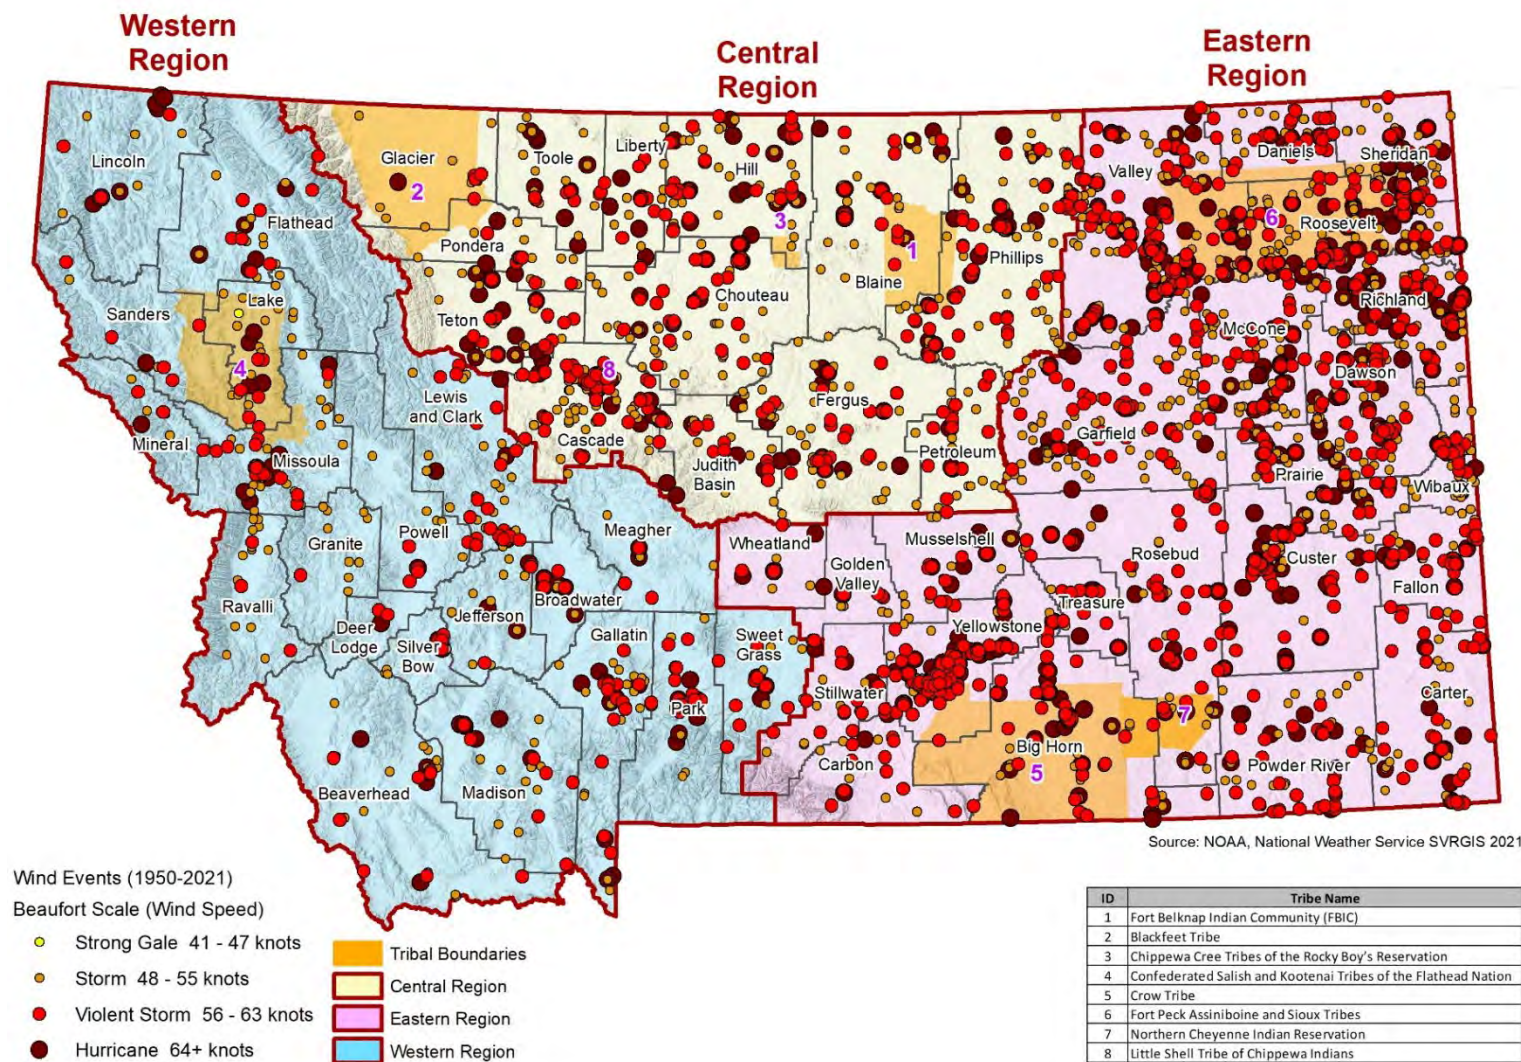 Western
Region
Central
Region
Eastern
Region
Lincoln
Glacier
2
Toole
Liberty
Hill
3
Daniels
Sheridan
Valley
Flathead
6
Roosevelt
Pondera
1
Phillips
Blaine
Chouteau
Richland
Lake
Sanders
Teton
McCone
4
8
Dawson
Lewis
and Clark
Fergus
Cascade
Garfield
Mineral
Missoula
Judith
Basin
Petroleum
Prairie
Wibaux
Powell
Granite
Meagher
Wheatland
Musselshell
Golden
Valley
Rosebud
Custer
Fallon
Ravalli
Jefferson
Broadwater
Treasure
Deer
Lodge
Silver
Bow
Gallatin
Sweet
Grass
Yellowstone
Stillwater
Park
Carter
7
Big Horn
5
Carbon
Powder River
Beaverhead
Madison
Source: NOAA, National Weather Service SVRGIS 2021
Wind Events (1950-2021)
Beaufort Scale (Wind Speed)
Strong Gale 41 - 47 knots
Storm 48 - 55 knots
Violent Storm 56 - 63 knots
Hurricane 64+ knots
Tribal Boundaries
Central Region
Eastern Region
Western Region
ID Tribe Name
1 Fort Belknap Indian Community (FBIC)
2 Blackfeet Tribe
3 Chippewa Cree Tribes of the Rocky Boy's Reservation
4 Confederated Salish and Kootenai Tribes of the Flathead Nation
5 Crow Tribe
6 Fort Peck Assiniboine and Sioux Tribes
7 Northern Cheyenne Indian Reservation
8 Little Shell Tribe of Chippewa Indians